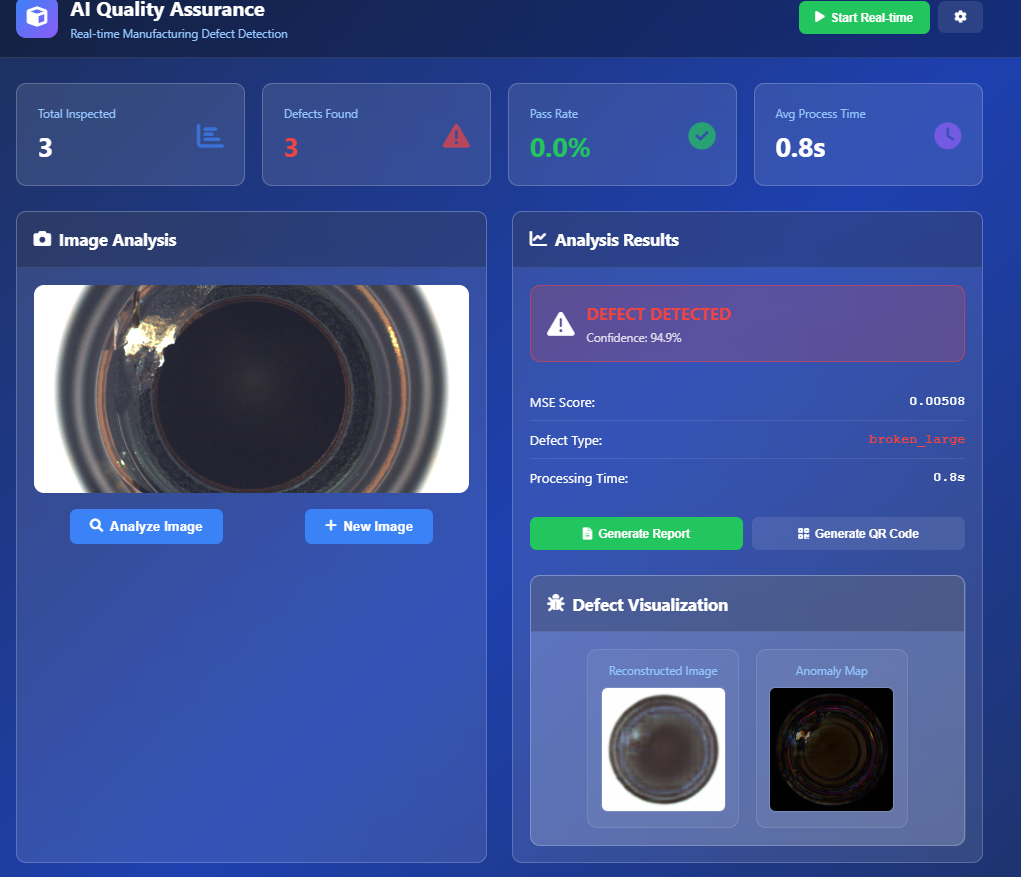 AI Quality Assurance
Real-time Manufacturing Defect Detection
Start Real-time
Total Inspected
3
Defects Found
3
Pass Rate
0.0%
Avg Process Time
0.8s
Image Analysis
Analyze Image
New Image
Analysis Results
DEFECT DETECTED
Confidence: 94.9%
MSE Score: 0.00508
Defect Type: broken_large
Processing Time: 0.8s
Generate Report
Generate QR Code
Defect Visualization
Reconstructed Image
Anomaly Map